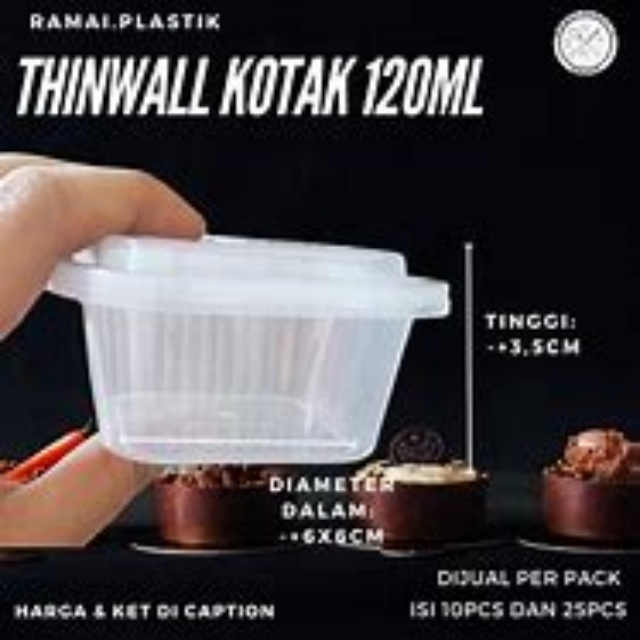 RAMAI.PLASTIK
THINWALL KOTAK 120ML
TINGGI:
-+3,5CM
DIAMETER
DALAM:
-+6X6CM
DIJUAL PER PACK
HARGA & KET DI CAPTION
ISI 10PCS DAN 25PCS